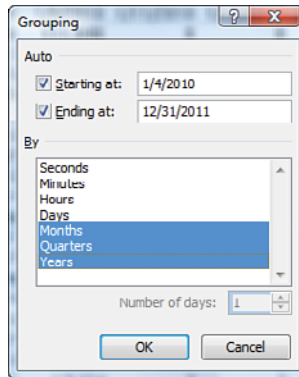 Grouping
?
X
Auto
Starting at: 1/4/2010
Ending at: 12/31/2011
By
Seconds
Minutes
Hours
Days
Months
Quarters
Years
Number of days: 1
OK Cancel